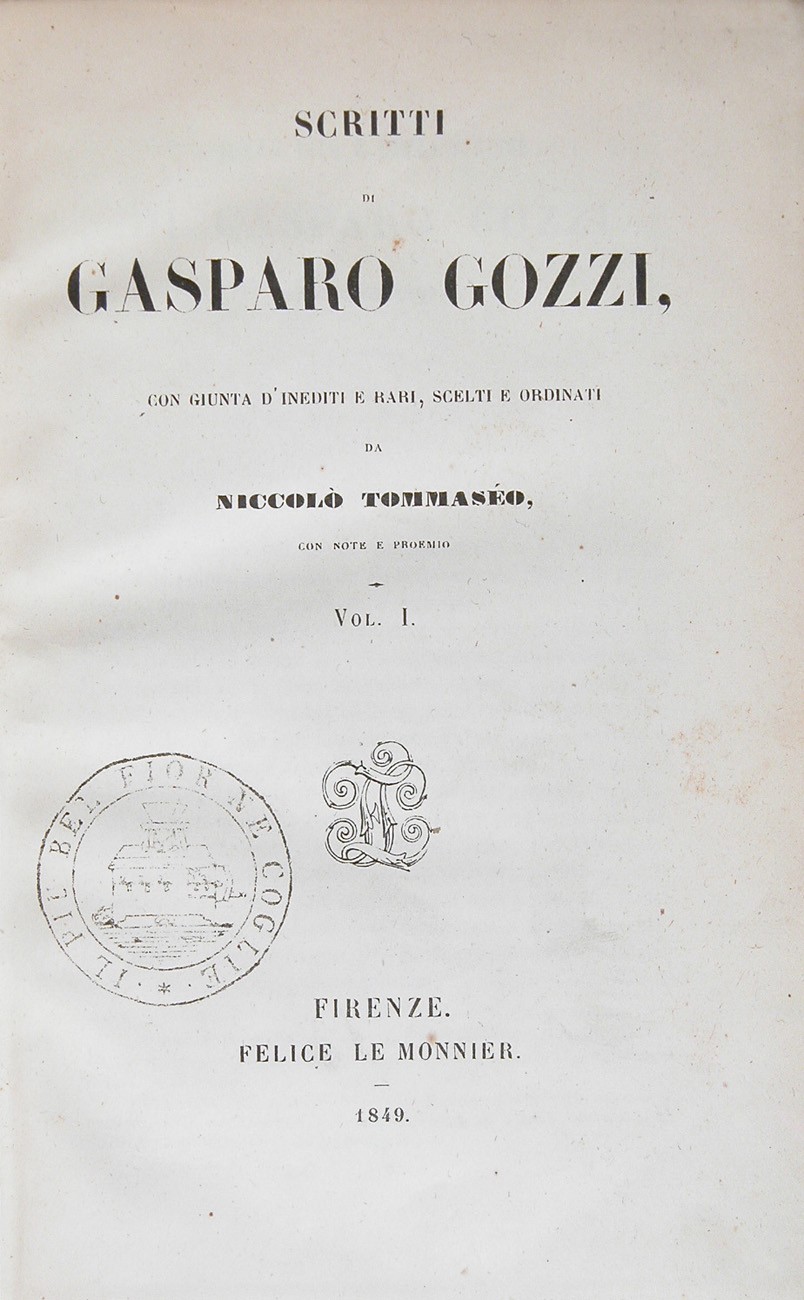 SCRITTI
DI
GASPARO GOZZI,
CON GIUNTA D'INEDITI E RARI, SCELTI E ORDINATI
DA
NICCOLÒ TOMMASÉO,
CON NOTE E PROEMIO
VOL. I.
IL PIÙ BEL FIOR NE COGLIE
FIRENZE.
FELICE LE MONNIER.
1849.